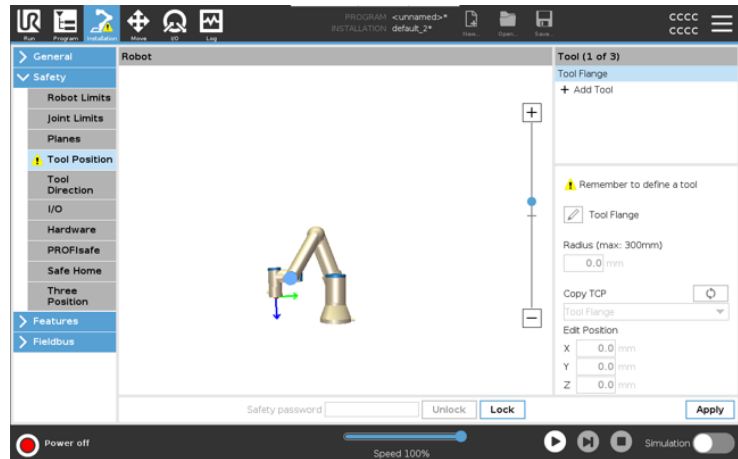 UR
PROGRAM <unnamed>*
INSTALLATION default_2*
Run Program Installation Move I/O Log
New... Open... Save...
cccc
cccc
General
Safety
Robot Limits
Joint Limits
Planes
Tool Position
Tool
Direction
I/O
Hardware
PROFIsafe
Safe Home
Three
Position
Features
Fieldbus
Robot
+
−
Safety password Unlock Lock
Tool (1 of 3)
Tool Flange
+ Add Tool
Remember to define a tool
Tool Flange
Radius (max: 300mm)
0.0 mm
Copy TCP
Tool Flange
Edit Position
X 0.0 mm
Y 0.0 mm
Z 0.0 mm
Apply
Power off
Speed 100%
Simulation